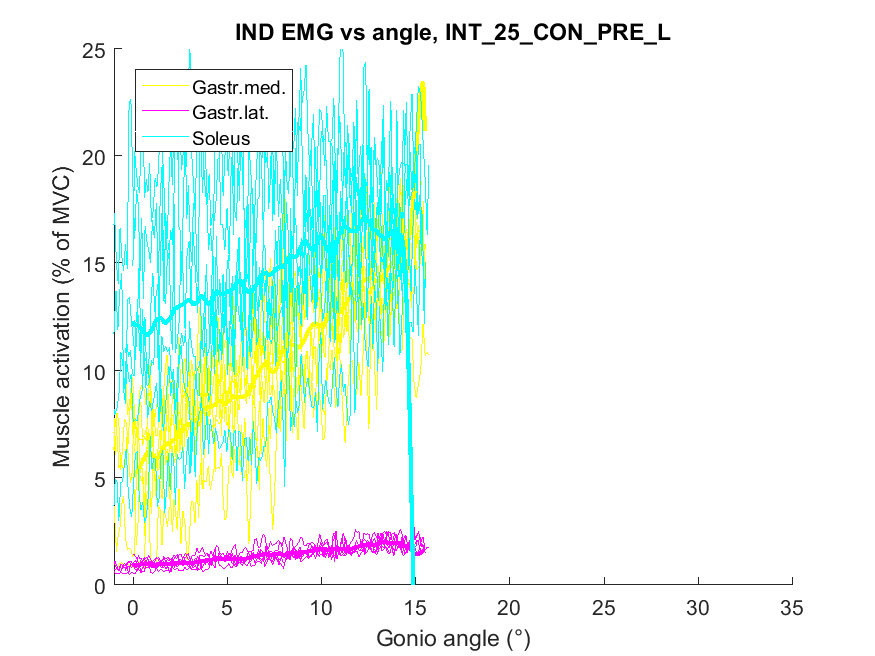 IND EMG vs angle, INT_25_CON_PRE_L
25
20
15
10
5
0
Muscle activation (% of MVC)
Gastr.med.
Gastr.lat.
Soleus
0 5 10 15 20 25 30 35
Gonio angle (°)